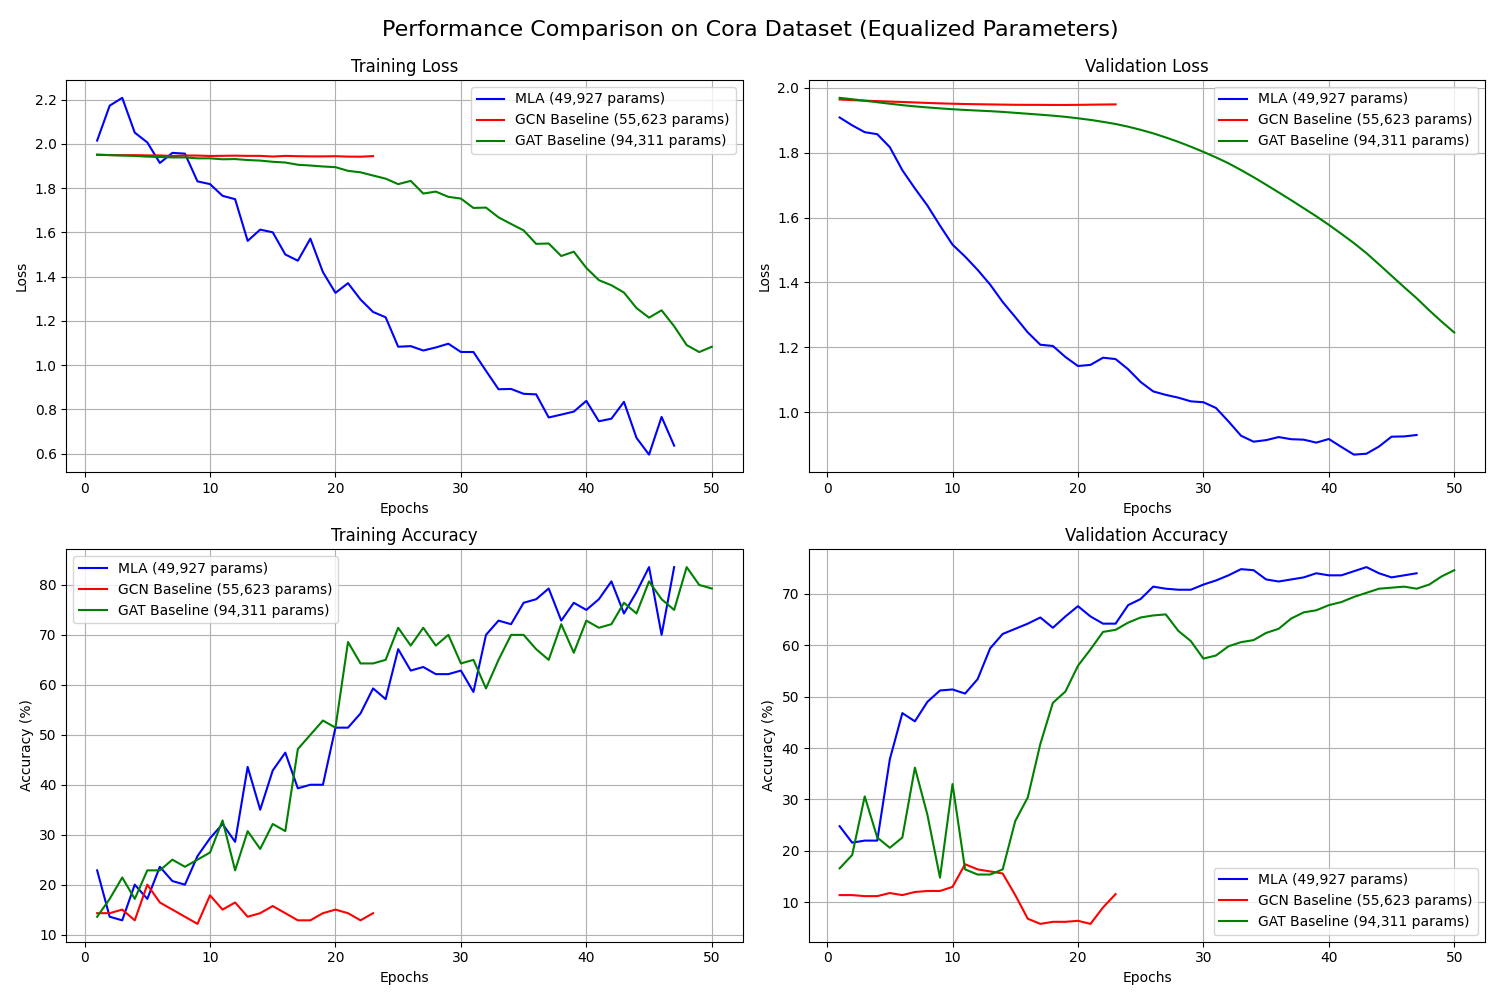 Performance Comparison on Cora Dataset (Equalized Parameters)
Training Loss
Loss
2.2
2.0
1.8
1.6
1.4
1.2
1.0
0.8
0.6
MLA (49,927 params)
GCN Baseline (55,623 params)
GAT Baseline (94,311 params)
0 10 20 30 40 50
Epochs
Validation Loss
Loss
2.0
1.8
1.6
1.4
1.2
1.0
MLA (49,927 params)
GCN Baseline (55,623 params)
GAT Baseline (94,311 params)
0 10 20 30 40 50
Epochs
Training Accuracy
Accuracy (%)
80
70
60
50
40
30
20
10
MLA (49,927 params)
GCN Baseline (55,623 params)
GAT Baseline (94,311 params)
0 10 20 30 40 50
Epochs
Validation Accuracy
Accuracy (%)
70
60
50
40
30
20
10
MLA (49,927 params)
GCN Baseline (55,623 params)
GAT Baseline (94,311 params)
0 10 20 30 40 50
Epochs